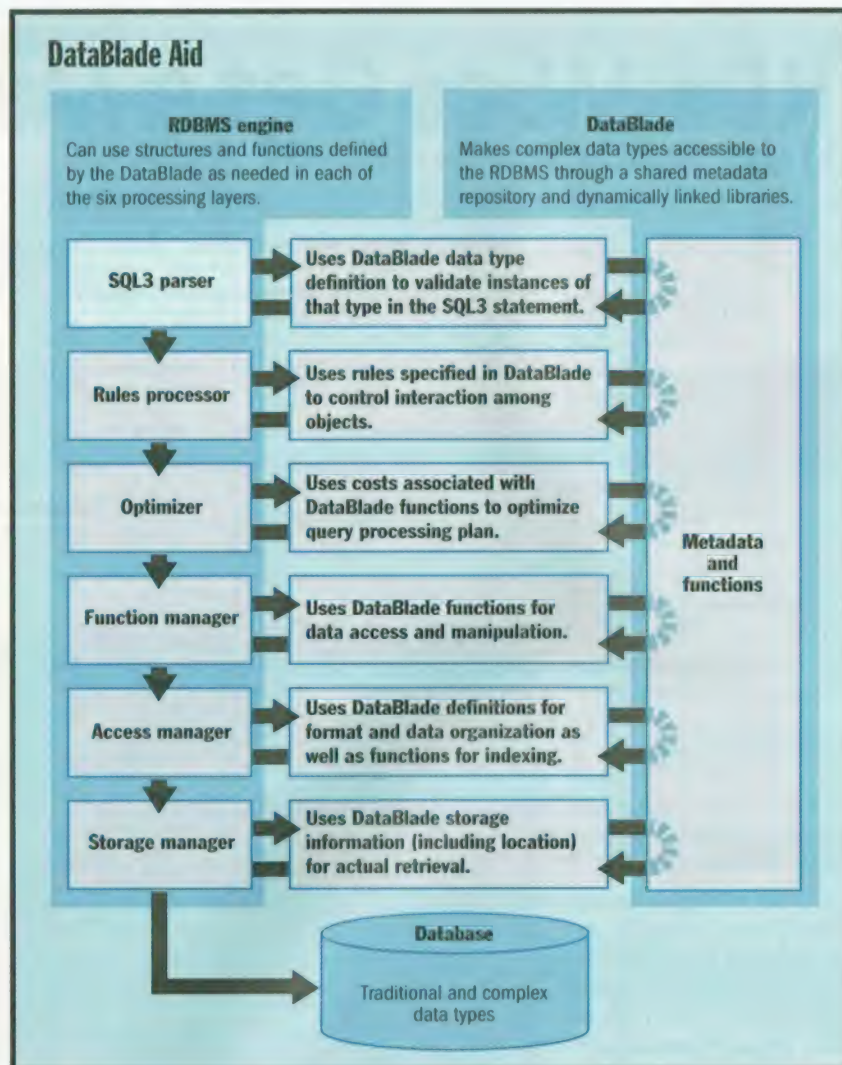 DataBlade Aid
RDBMS engine
Can use structures and functions defined
by the DataBlade as needed in each of
the six processing layers.
DataBlade
Makes complex data types accessible to
the RDBMS through a shared metadata
repository and dynamically linked libraries.
SQL3 parser
Uses DataBlade data type
definition to validate instances of
that type in the SQL3 statement.
Rules processor
Uses rules specified in DataBlade
to control interaction among
objects.
Optimizer
Uses costs associated with
DataBlade functions to optimize
query processing plan.
Metadata
and
functions
Function manager
Uses DataBlade functions for
data access and manipulation.
Access manager
Uses DataBlade definitions for
format and data organization as
well as functions for indexing.
Storage manager
Uses DataBlade storage
information (including location)
for actual retrieval.
Database
Traditional and complex
data types